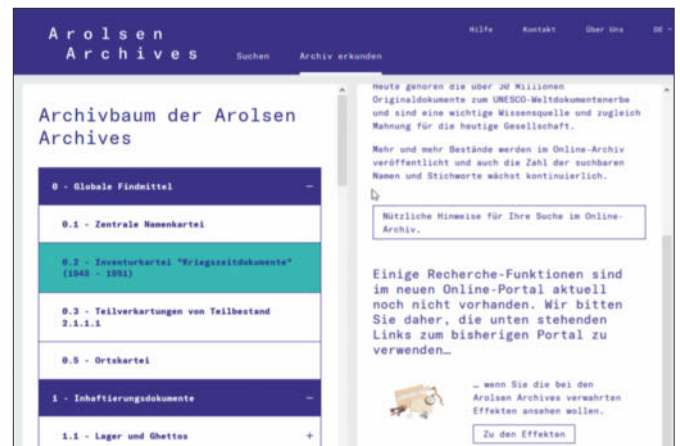 Arolsen
Archives
Suchen
Archiv erkunden
Hilfe
Kontakt
Über Uns
DE
Archivbaum der Arolsen
Archives
0 - Globale Findmittel
0.1 - Zentrale Namenkartei
0.2 - Inventurkartei "Kriegszeitdokumente"
(1945 - 1951)
0.3 - Teilverkartungen von Teilbestand
2.1.1.1
0.5 - Ortskartei
1 - Inhaftierungsdokumente
1.1 - Lager und Ghettos
Heute gehören die über 30 Millionen
Originaldokumente zum UNESCO-Weltdokumentenerbe
und sind eine wichtige Wissensquelle und zugleich
Mahnung für die heutige Gesellschaft.
Mehr und mehr Bestände werden im Online-Archiv
veröffentlicht und auch die Zahl der suchbaren
Namen und Stichworte wächst kontinuierlich.
Nützliche Hinweise für Ihre Suche im Online-
Archiv.
Einige Recherche-Funktionen sind
im neuen Online-Portal aktuell
noch nicht vorhanden. Wir bitten
Sie daher, die unten stehenden
Links zum bisherigen Portal zu
verwenden…
… wenn Sie die bei den
Arolsen Archives verwahrten
Effekten ansehen wollen.
Zu den Effekten